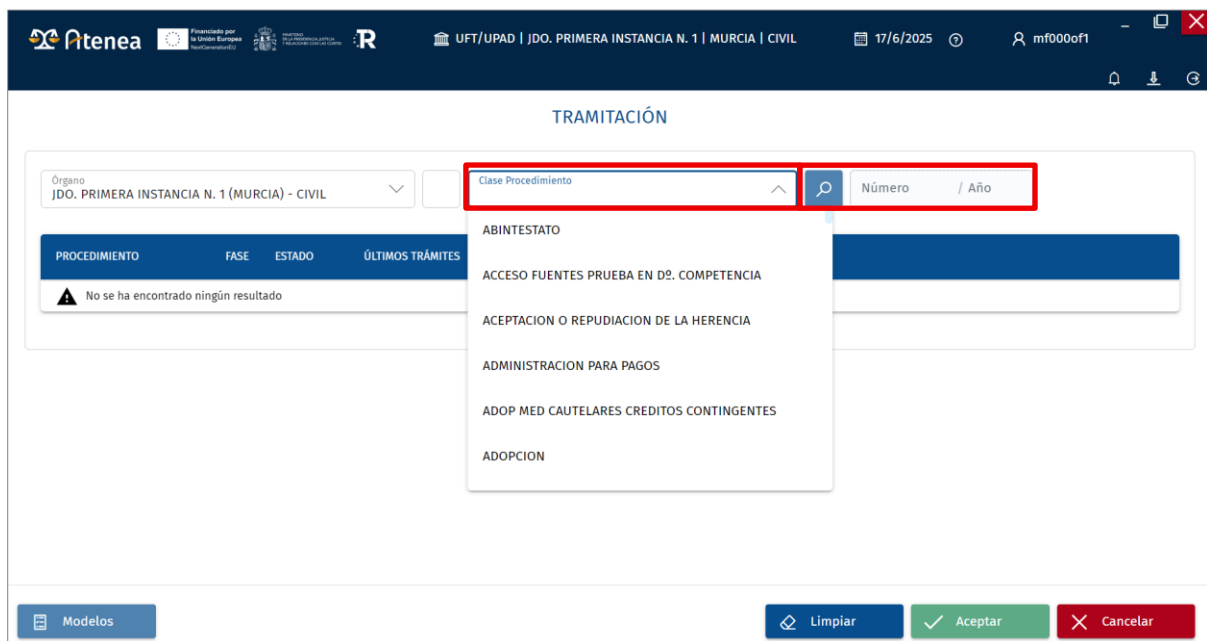 Atenea
Financiado por
la Unión Europea
NextGenerationEU
R
UFT/UPAD | JDO. PRIMERA INSTANCIA N. 1 | MURCIA | CIVIL
17/6/2025
mf000of1
TRAMITACIÓN
Órgano
JDO. PRIMERA INSTANCIA N. 1 (MURCIA) - CIVIL
Clase Procedimiento
Número / Año
PROCEDIMIENTO FASE ESTADO ÚLTIMOS TRÁMITES
No se ha encontrado ningún resultado
ABINTESTATO
ACCESO FUENTES PRUEBA EN Dº. COMPETENCIA
ACEPTACION O REPUDIACION DE LA HERENCIA
ADMINISTRACION PARA PAGOS
ADOP MED CAUTELARES CREDITOS CONTINGENTES
ADOPCION
Modelos
Limpiar
Aceptar
Cancelar